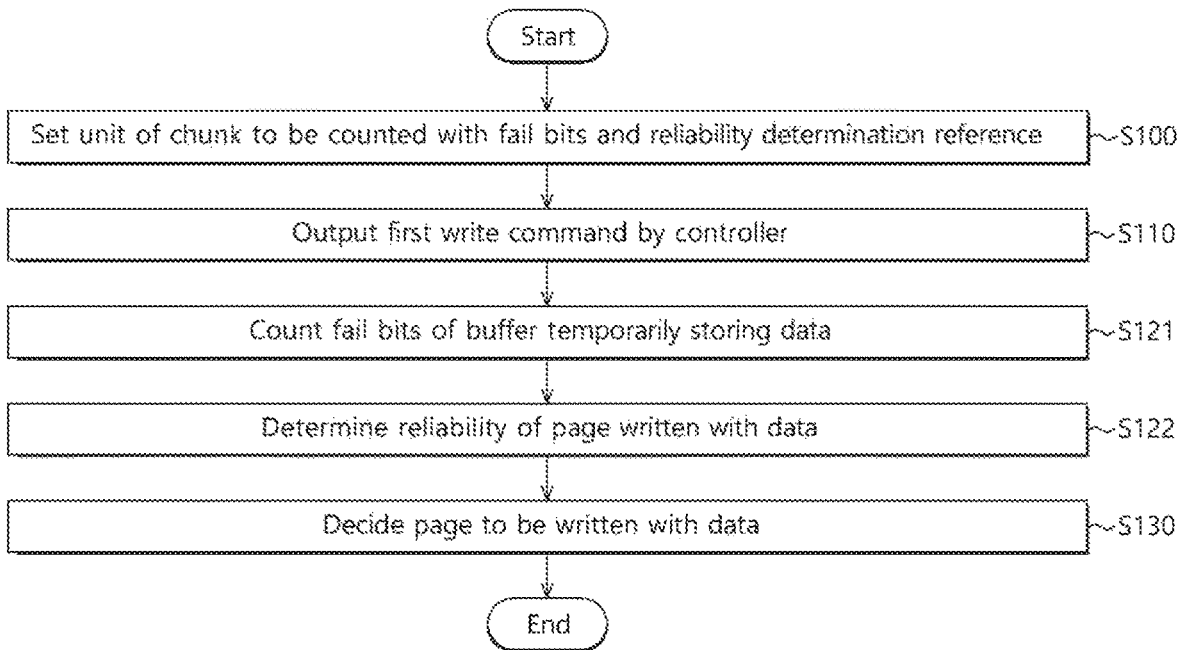 Start
Set unit of chunk to be counted with fail bits and reliability determination reference
S100
Output first write command by controller
S110
Count fail bits of buffer temporarily storing data
S121
Determine reliability of page written with data
S122
Decide page to be written with data
S130
End